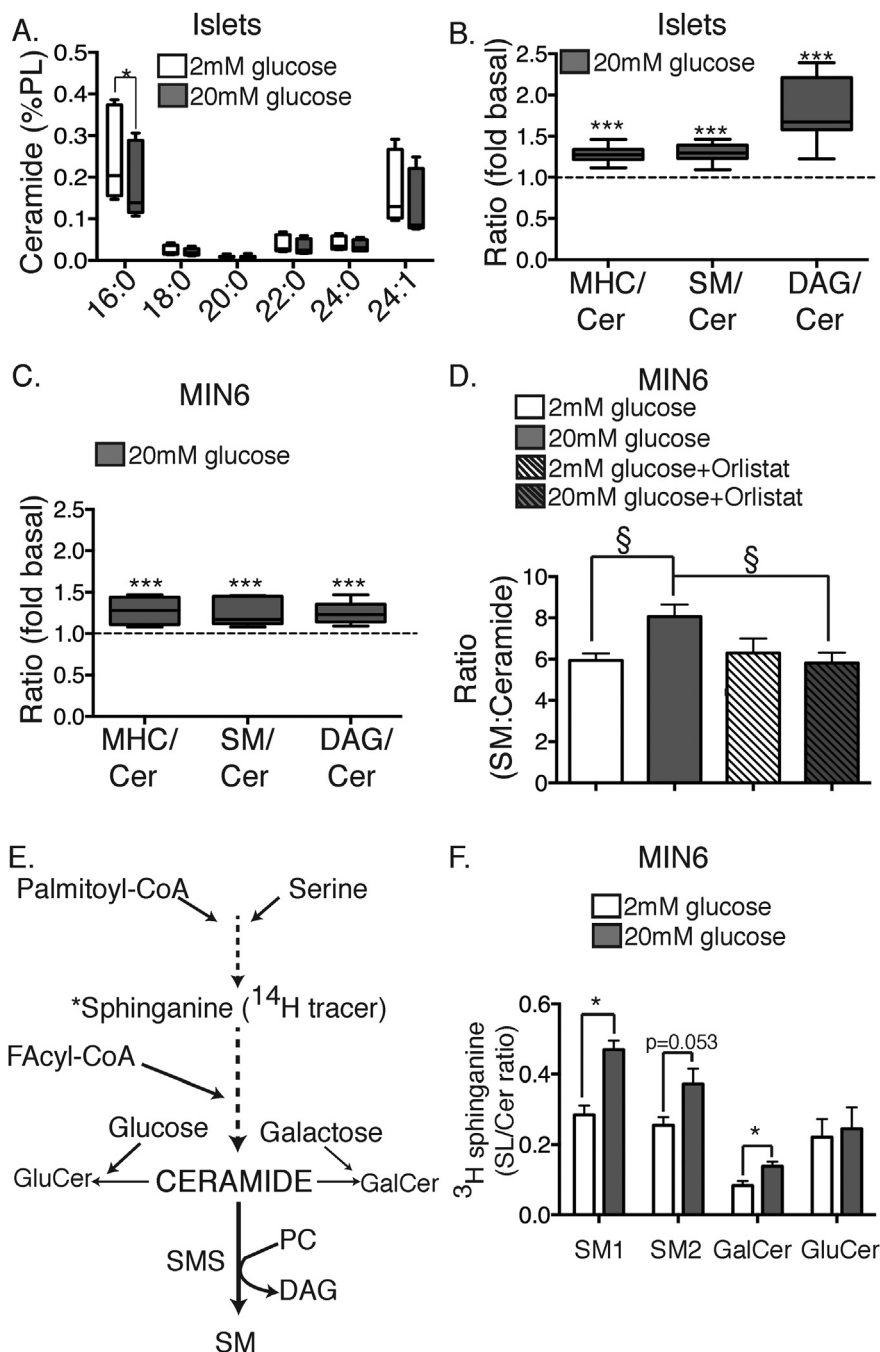 A.
Islets
2mM glucose
20mM glucose
*
Ceramide (%PL)
0.5
0.4
0.3
0.2
0.1
0.0
16:0
18:0
20:0
22:0
24:0
24:1
B.
Islets
20mM glucose
***
***
***
Ratio (fold basal)
2.5
2.0
1.5
1.0
0.5
0.0
MHC/
Cer
SM/
Cer
DAG/
Cer
C.
MIN6
20mM glucose
***
***
***
Ratio (fold basal)
2.5
2.0
1.5
1.0
0.5
0.0
MHC/
Cer
SM/
Cer
DAG/
Cer
D.
MIN6
2mM glucose
20mM glucose
2mM glucose+Orlistat
20mM glucose+Orlistat
§
§
Ratio
(SM:Ceramide)
10
8
6
4
2
0
E.
Palmitoyl-CoA
Serine
*Sphinganine (14H tracer)
FAcyl-CoA
Glucose
Galactose
GluCer
CERAMIDE
GalCer
SMS
PC
DAG
SM
F.
MIN6
2mM glucose
20mM glucose
*
p=0.053
*
3H sphinganine
(SL/Cer ratio)
0.6
0.4
0.2
0.0
SM1
SM2
GalCer
GluCer